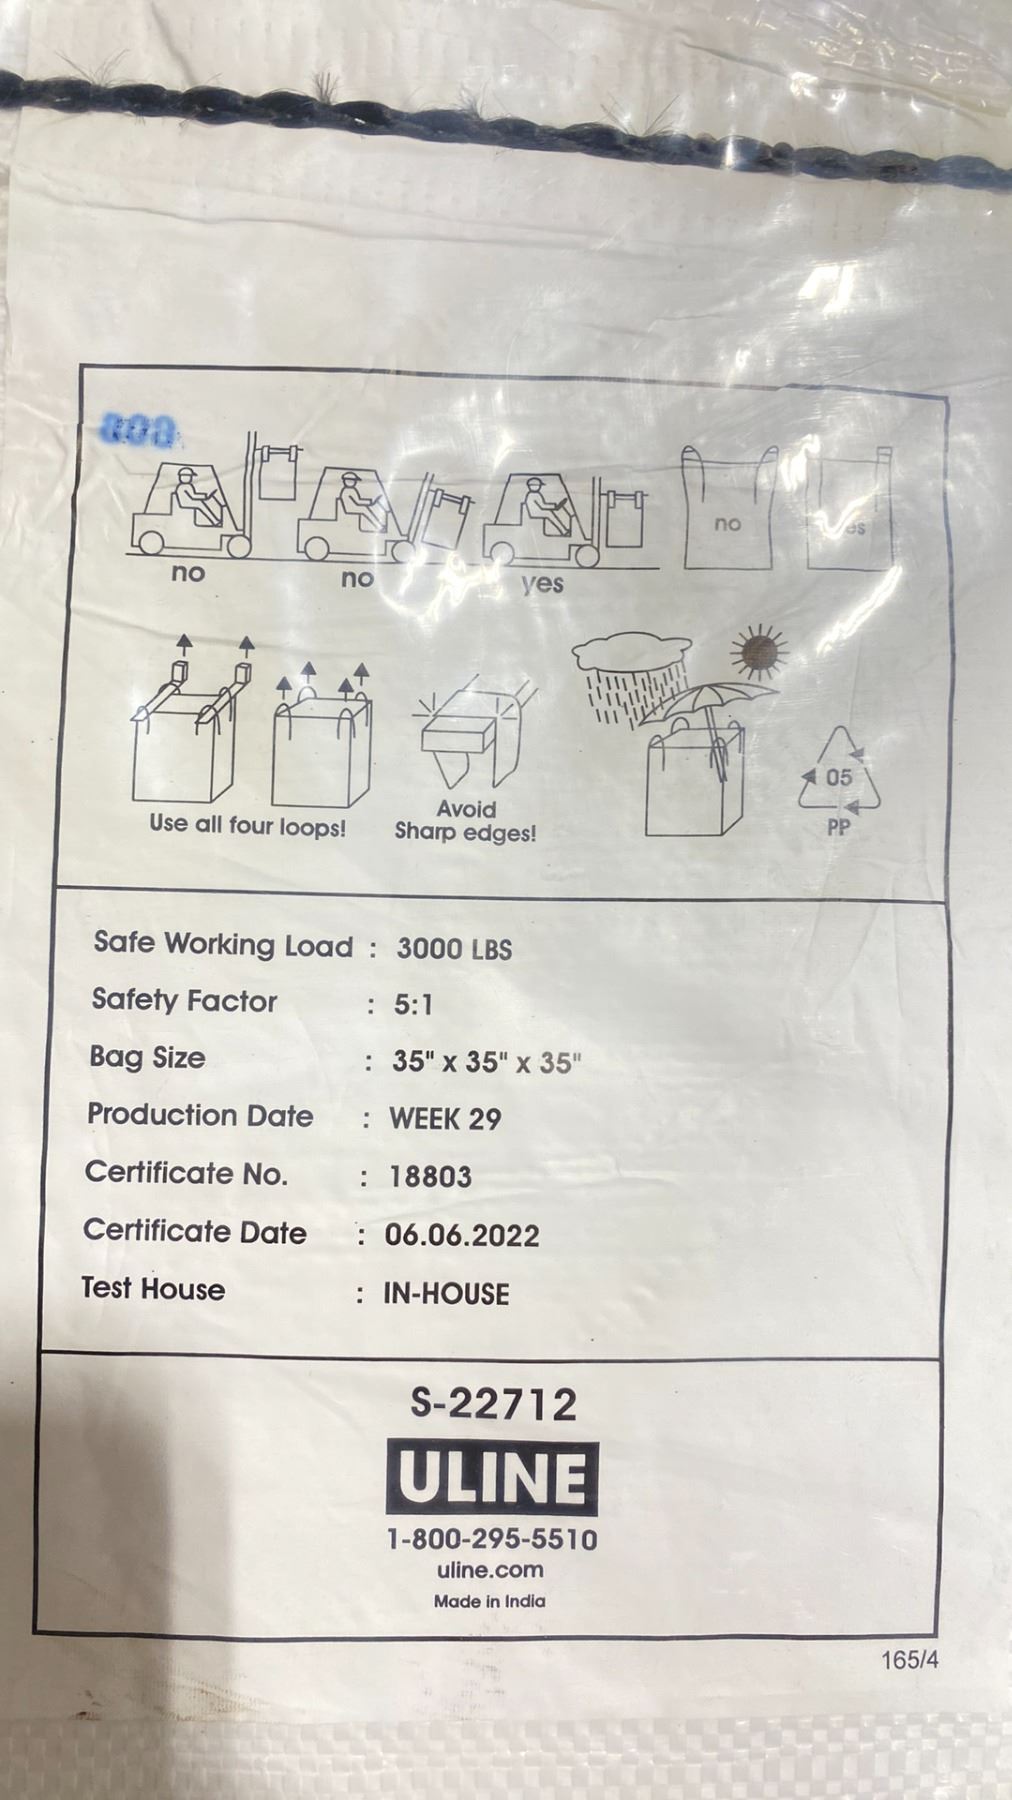 no
no
yes
no
Use all four loops!
Avoid
Sharp edges!
05
PP
Safe Working Load : 3000 LBS
Safety Factor : 5:1
Bag Size : 35" x 35" x 35"
Production Date : WEEK 29
Certificate No. : 18803
Certificate Date : 06.06.2022
Test House : IN-HOUSE
S-22712
ULINE
1-800-295-5510
uline.com
Made in India
165/4